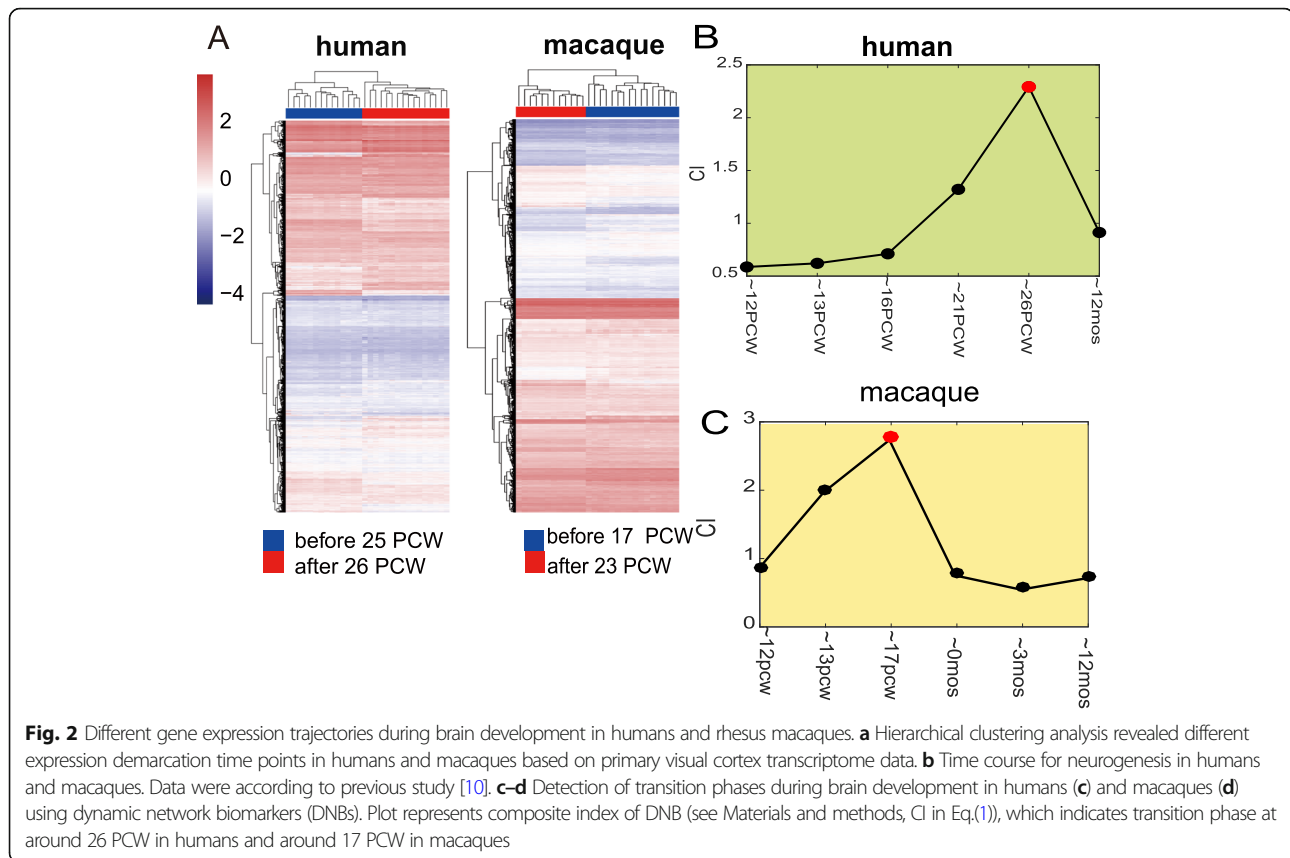 A
human
macaque
2
0
−2
−4
before 25 PCW
after 26 PCW
before 17 PCW
after 23 PCW
B
human
2.5
2
1.5
1
0.5
CI
~12PCW
~13PCW
~16PCW
~21PCW
~26PCW
~12mos
C
macaque
3
2
1
0
CI
~12pcw
~13pcw
~17pcw
~0mos
~3mos
~12mos
Fig. 2 Different gene expression trajectories during brain development in humans and rhesus macaques. a Hierarchical clustering analysis revealed different
expression demarcation time points in humans and macaques based on primary visual cortex transcriptome data. b Time course for neurogenesis in humans
and macaques. Data were according to previous study [10]. c–d Detection of transition phases during brain development in humans (c) and macaques (d)
using dynamic network biomarkers (DNBs). Plot represents composite index of DNB (see Materials and methods, CI in Eq.(1)), which indicates transition phase at
around 26 PCW in humans and around 17 PCW in macaques